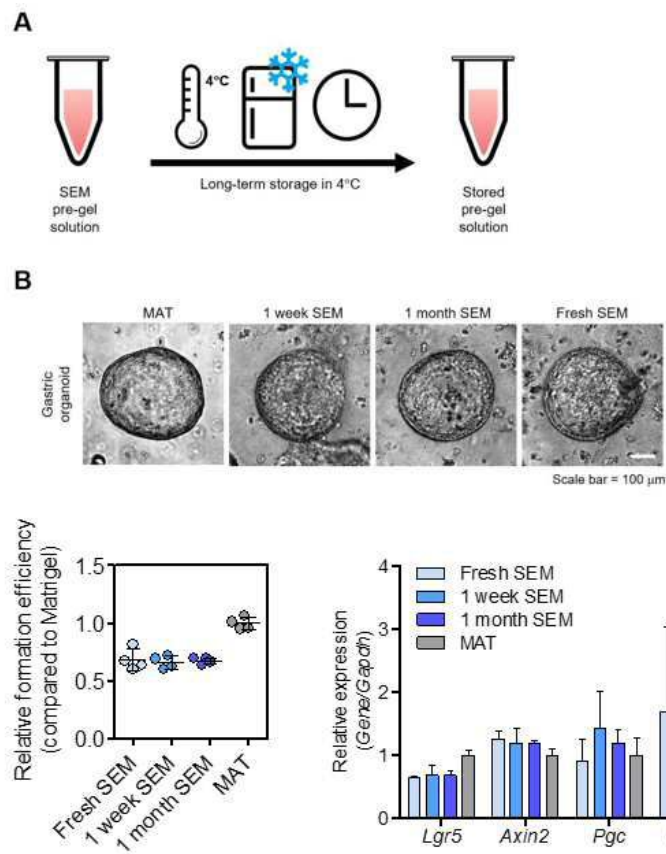 A
4°C
Long-term storage in 4°C
SEM
pre-gel
solution
Stored
pre-gel
solution
B
MAT
1 week SEM
1 month SEM
Fresh SEM
Gastric
organoid
Scale bar = 100 μm
Relative formation efficiency
(compared to Matrigel)
1.5
1.0
0.5
0.0
Fresh SEM
1 week SEM
1 month SEM
MAT
Relative expression
(Gene/Gapdh)
4
3
2
1
0
Fresh SEM
1 week SEM
1 month SEM
MAT
Lgr5
Axin2
Pgc